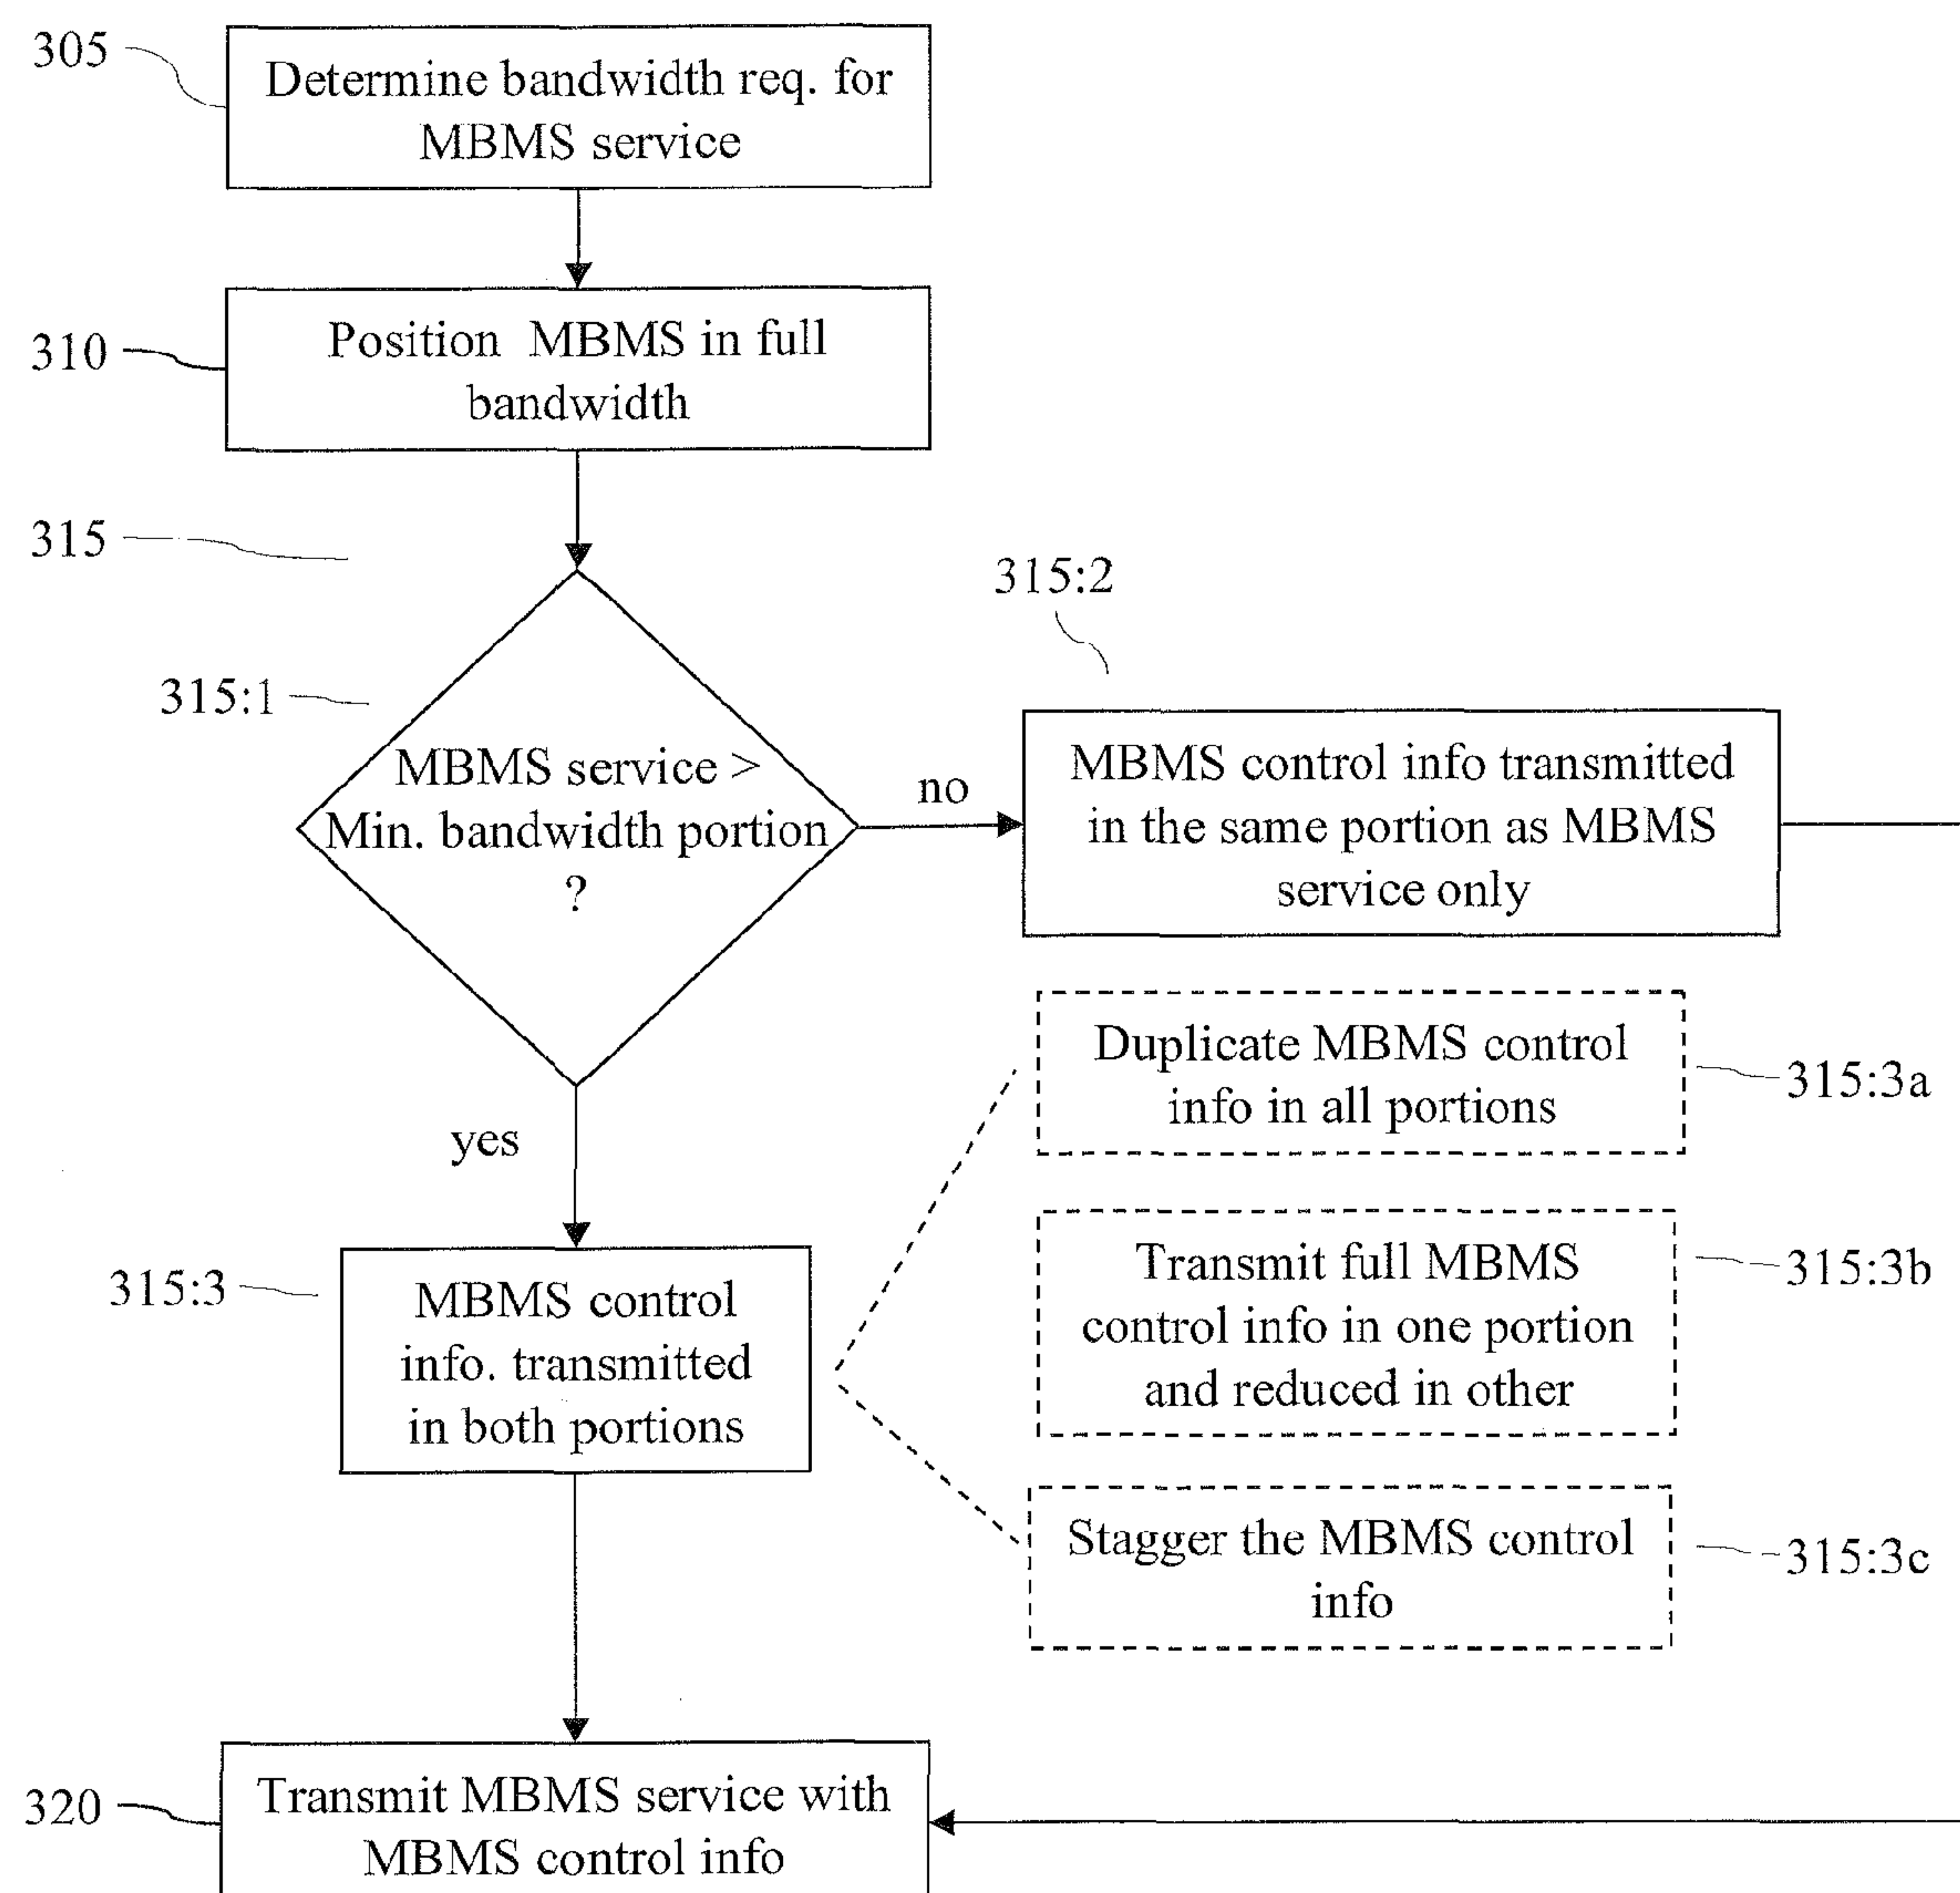 305
Determine bandwidth req. for
MBMS service
310
Position MBMS in full
bandwidth
315
315:1
MBMS service >
Min. bandwidth portion
?
no
315:2
MBMS control info transmitted
in the same portion as MBMS
service only
yes
315:3
MBMS control
info. transmitted
in both portions
Duplicate MBMS control
info in all portions
315:3a
Transmit full MBMS
control info in one portion
and reduced in other
315:3b
Stagger the MBMS control
info
315:3c
320
Transmit MBMS service with
MBMS control info